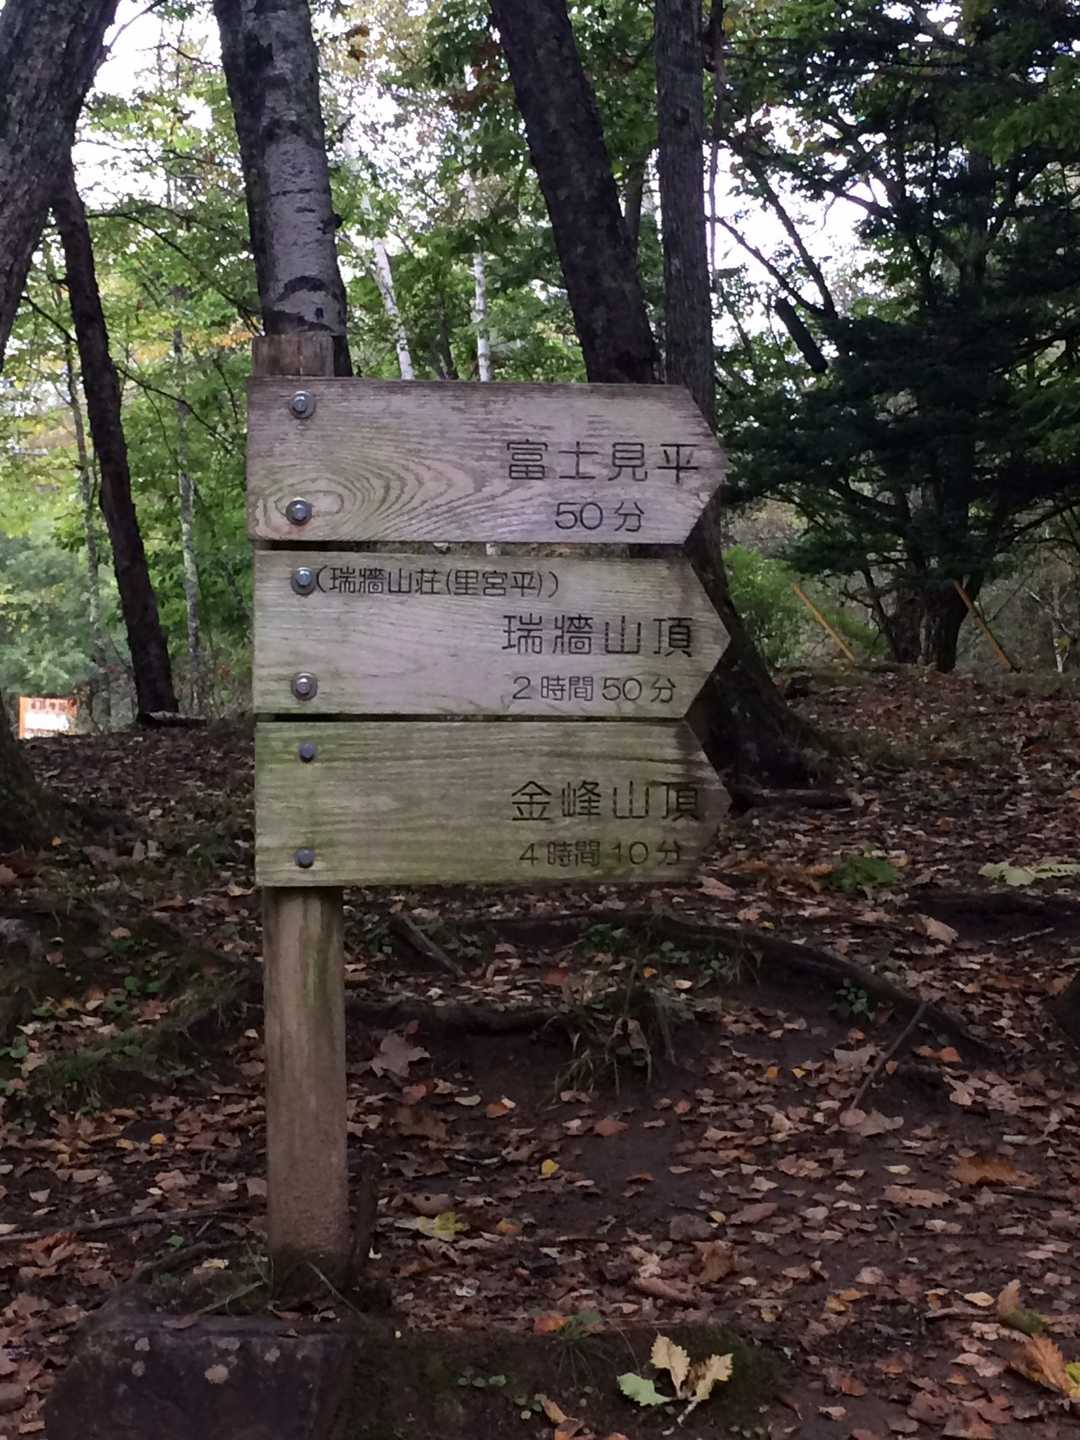 富士見平
50分
（瑞牆山荘(里宮平)）
瑞牆山頂
2時間50分
金峰山頂
4時間10分